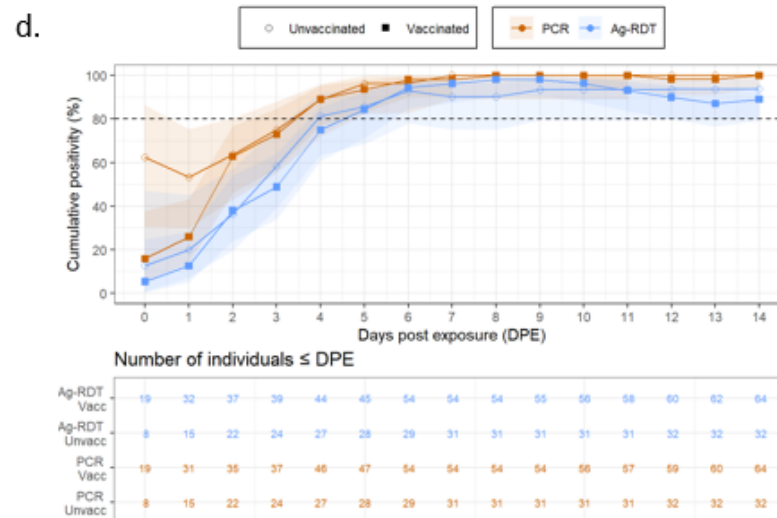 d.
Unvaccinated Vaccinated PCR Ag-RDT
Cumulative positivity (%)
100
80
60
40
20
0
0 1 2 3 4 5 6 7 8 9 10 11 12 13 14
Days post exposure (DPE)
Number of individuals ≤ DPE
Ag-RDT
Vacc
19 32 37 39 44 45 54 54 54 55 56 58 60 62 64
Ag-RDT
Unvacc
8 15 22 24 27 28 29 31 31 31 31 31 32 32 32
PCR
Vacc
19 31 35 37 46 47 54 54 54 54 56 57 59 60 64
PCR
Unvacc
8 15 22 24 27 28 29 31 31 31 31 31 32 32 32